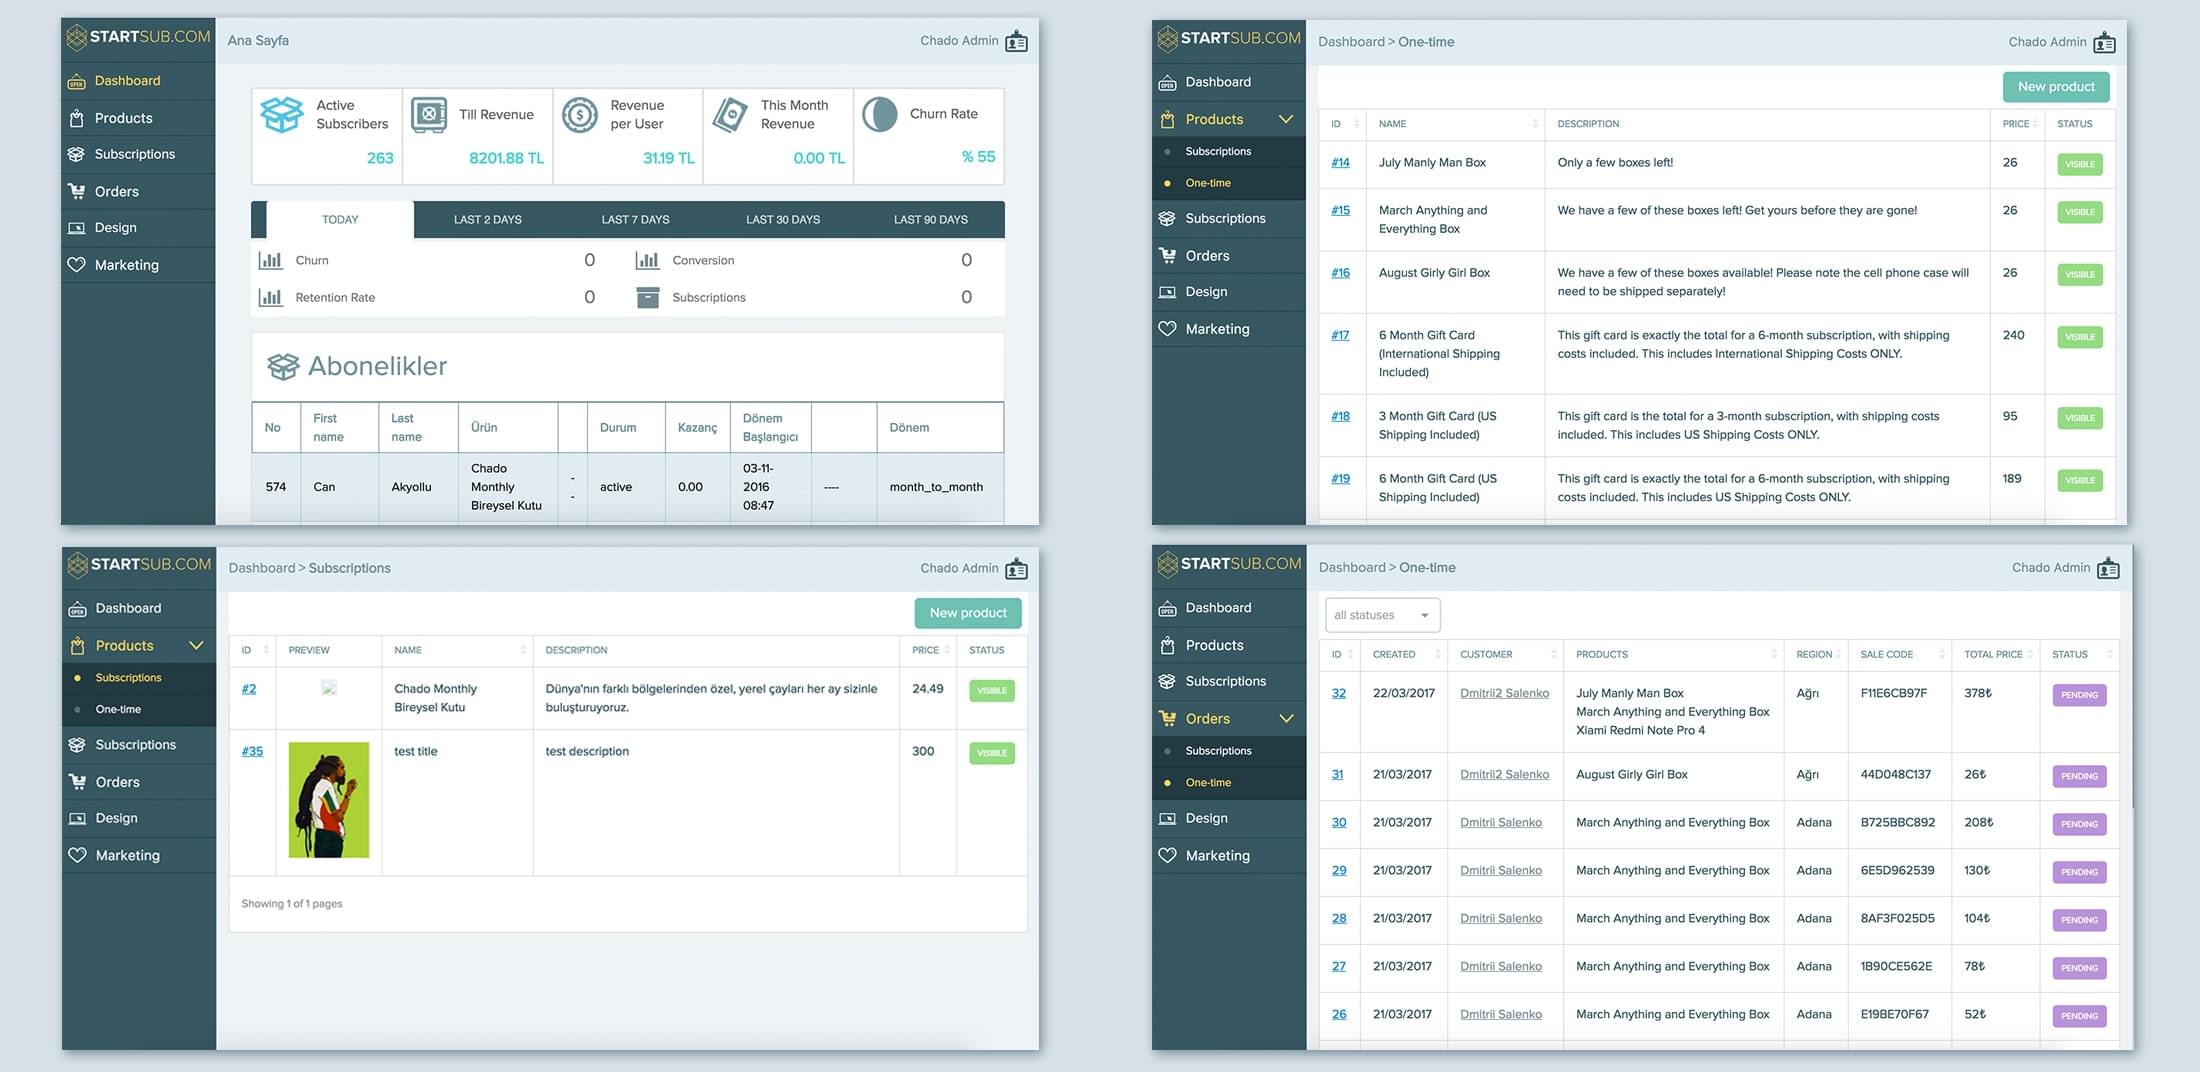 STARTSUB.COM
Ana Sayfa
Chado Admin
OPEN
Dashboard
Products
Subscriptions
Orders
Design
Marketing
Active
Subscribers
263
Till Revenue
8201.88 TL
Revenue
per User
31.19 TL
This Month
Revenue
0.00 TL
Churn Rate
% 55
TODAY
LAST 2 DAYS
LAST 7 DAYS
LAST 30 DAYS
LAST 90 DAYS
Churn 0
Conversion 0
Retention Rate 0
Subscriptions 0
Abonelikler
No
First
name
Last
name
Ürün
Durum
Kazanç
Dönem
Başlangıcı
Dönem
574
Can
Akyollu
Chado
Monthly
Bireysel Kutu
-
-
active
0.00
03-11-
2016
08:47
----
month_to_month
STARTSUB.COM
Dashboard > One-time
Chado Admin
OPEN
Dashboard
Products
Subscriptions
One-time
Subscriptions
Orders
Design
Marketing
New product
ID NAME DESCRIPTION PRICE STATUS
#14 July Manly Man Box Only a few boxes left! 26 VISIBLE
#15 March Anything and We have a few of these boxes left! Get yours before they are gone! 26 VISIBLE
Everything Box
#16 August Girly Girl Box We have a few of these boxes available! Please note the cell phone case will 26 VISIBLE
need to be shipped separately!
#17 6 Month Gift Card This gift card is exactly the total for a 6-month subscription, with shipping 240 VISIBLE
(International Shipping costs included. This includes International Shipping Costs ONLY.
Included)
#18 3 Month Gift Card (US This gift card is the total for a 3-month subscription, with shipping costs 95 VISIBLE
Shipping Included) included. This includes US Shipping Costs ONLY.
#19 6 Month Gift Card (US This gift card is exactly the total for a 6-month subscription, with shipping 189 VISIBLE
Shipping Included) costs included. This includes US Shipping Costs ONLY.
STARTSUB.COM
Dashboard > Subscriptions
Chado Admin
OPEN
Dashboard
Products
Subscriptions
One-time
Subscriptions
Orders
Design
Marketing
New product
ID PREVIEW NAME DESCRIPTION PRICE STATUS
#2 Chado Monthly Dünya'nın farklı bölgelerinden özel, yerel çayları her ay sizinle 24.49 VISIBLE
Bireysel Kutu buluşturuyoruz.
#35 test title test description 300 VISIBLE
Showing 1 of 1 pages
STARTSUB.COM
Dashboard > One-time
Chado Admin
OPEN
Dashboard
Products
Subscriptions
Orders
Subscriptions
One-time
Design
Marketing
all statuses
ID CREATED CUSTOMER PRODUCTS REGION SALE CODE TOTAL PRICE STATUS
32 22/03/2017 Dmitrii2 Salenko July Manly Man Box Ağrı F11E6CB97F 378₺ PENDING
March Anything and Everything Box
Xiami Redmi Note Pro 4
31 21/03/2017 Dmitrii2 Salenko August Girly Girl Box Ağrı 44D048C137 26₺ PENDING
30 21/03/2017 Dmitrii Salenko March Anything and Everything Box Adana B725BBC892 208₺ PENDING
29 21/03/2017 Dmitrii Salenko March Anything and Everything Box Adana 6E5D962539 130₺ PENDING
28 21/03/2017 Dmitrii Salenko March Anything and Everything Box Adana 8AF3F025D5 104₺ PENDING
27 21/03/2017 Dmitrii Salenko March Anything and Everything Box Adana 1B90CE562E 78₺ PENDING
26 21/03/2017 Dmitrii Salenko March Anything and Everything Box Adana E19BE70F67 52₺ PENDING